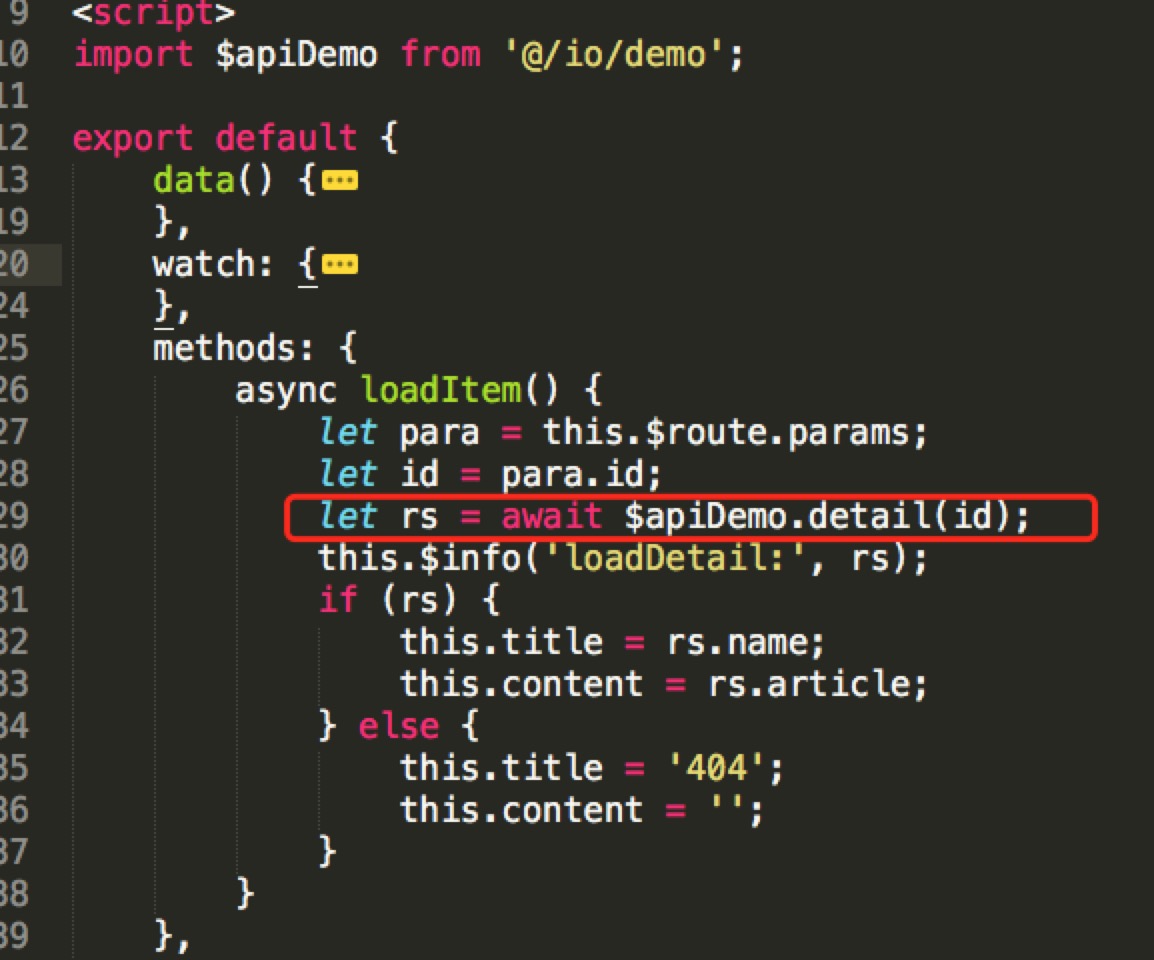 9 <script>
10 import $apiDemo from '@/io/demo';
11
12 export default {
13 data() {···
19 },
20 watch: {···
24 },
25 methods: {
26 async loadItem() {
27 let para = this.$route.params;
28 let id = para.id;
29 let rs = await $apiDemo.detail(id);
30 this.$info('loadDetail:', rs);
31 if (rs) {
32 this.title = rs.name;
33 this.content = rs.article;
34 } else {
35 this.title = '404';
36 this.content = '';
37 }
38 }
39 },